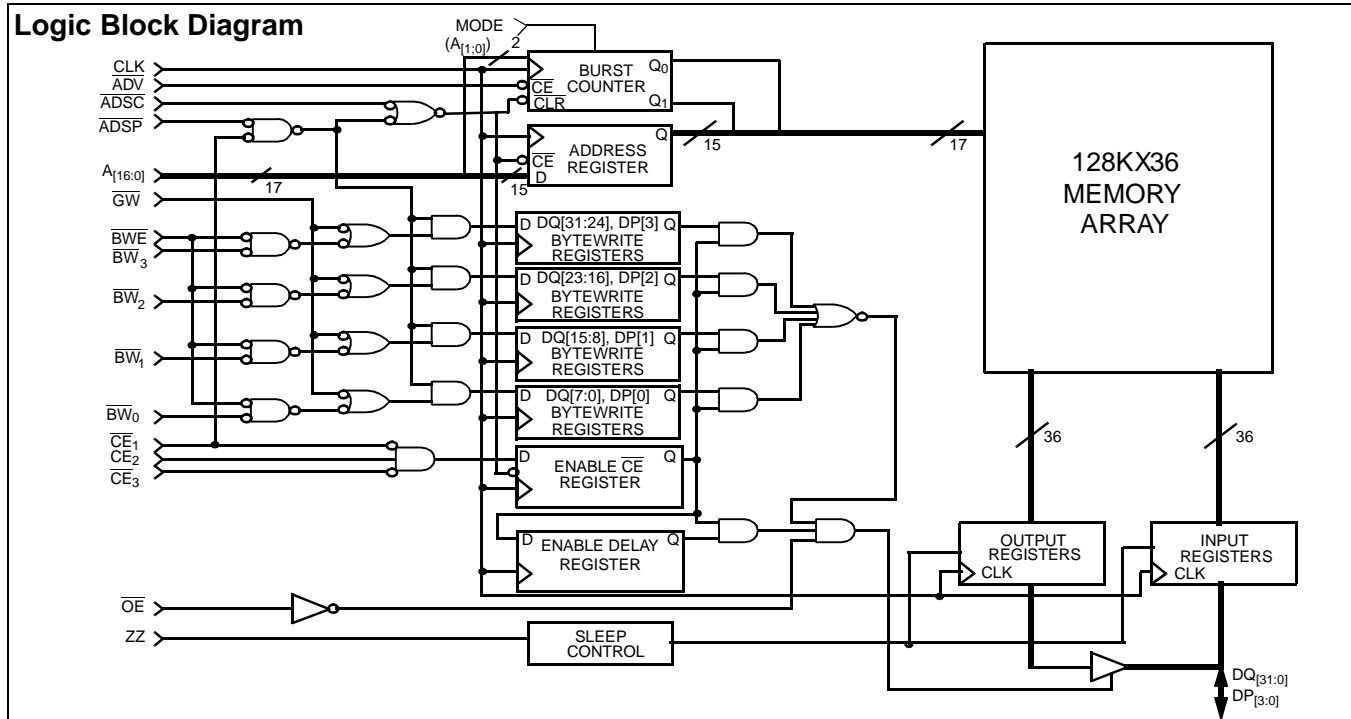 Logic Block Diagram
MODE
(A[1;0]) 2
CLK
ADV
ADSC
ADSP
A[16:0]
GW
BWE
BW3
BW2
BW1
BW0
CE1
CE2
CE3
OE
ZZ
17
15
BURST
COUNTER
CE
CLR
Q0
Q1
ADDRESS
REGISTER
CE
D
Q
15
17
128KX36
MEMORY
ARRAY
D DQ[31:24], DP[3] Q
BYTEWRITE
REGISTERS
D DQ[23:16], DP[2] Q
BYTEWRITE
REGISTERS
D DQ[15:8], DP[1] Q
BYTEWRITE
REGISTERS
D DQ[7:0], DP[0] Q
BYTEWRITE
REGISTERS
D ENABLE CE Q
REGISTER
D ENABLE DELAY Q
REGISTER
SLEEP
CONTROL
36
36
OUTPUT
REGISTERS
CLK
INPUT
REGISTERS
CLK
DQ[31:0]
DP[3:0]